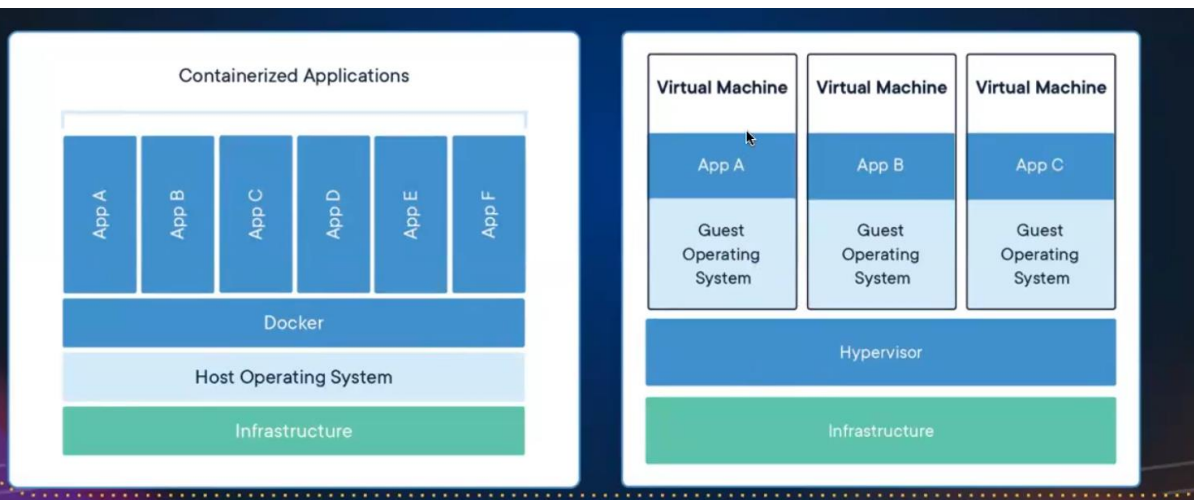 Containerized Applications
App A
App B
App C
App D
App E
App F
Docker
Host Operating System
Infrastructure
Virtual Machine
App A
Guest
Operating
System
Virtual Machine
App B
Guest
Operating
System
Virtual Machine
App C
Guest
Operating
System
Hypervisor
Infrastructure